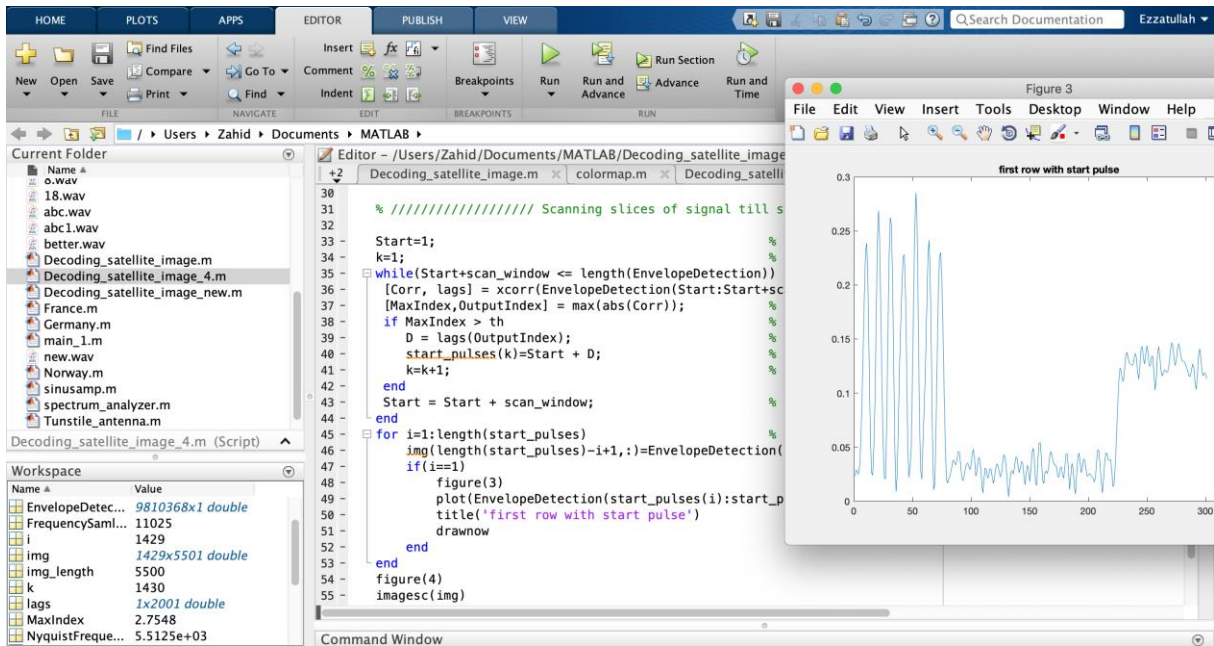 HOME PLOTS APPS EDITOR PUBLISH VIEW Search Documentation Ezzatullah
Find Files Insert fx
Compare Go To Comment Run Section
New Open Save Print Find Indent Breakpoints Run Run and Advance Advance Run and Time
FILE NAVIGATE EDIT BREAKPOINTS RUN
/ Users Zahid Documents MATLAB
Current Folder
Name
18.wav
abc.wav
abc1.wav
better.wav
Decoding_satellite_image.m
Decoding_satellite_image_4.m
Decoding_satellite_image_new.m
France.m
Germany.m
main_1.m
new.wav
Norway.m
sinusamp.m
spectrum_analyzer.m
Tunstile_antenna.m
Decoding_satellite_image_4.m (Script)
Workspace
Name Value
EnvelopeDetec... 9810368x1 double
FrequencySaml... 11025
i 1429
img 1429x5501 double
img_length 5500
k 1430
lags 1x2001 double
MaxIndex 2.7548
NyquistFreque... 5.5125e+03
Editor – /Users/Zahid/Documents/MATLAB/Decoding_satellite_image
+2 Decoding_satellite_image.m colormap.m Decoding_satelli
30
31 % /////////////////// Scanning slices of signal till s
32
33 – Start=1; %
34 – k=1; %
35 – while(Start+scan_window <= length(EnvelopeDetection))
36 – [Corr, lags] = xcorr(EnvelopeDetection(Start:Start+sc
37 – [MaxIndex,OutputIndex] = max(abs(Corr)); %
38 – if MaxIndex > th %
39 – D = lags(OutputIndex); %
40 – start_pulses(k)=Start + D; %
41 – k=k+1; %
42 – end
43 – Start = Start + scan_window; %
44 – end
45 – for i=1:length(start_pulses) %
46 – img(length(start_pulses)-i+1,:)=EnvelopeDetection(
47 – if(i==1)
48 – figure(3)
49 – plot(EnvelopeDetection(start_pulses(i):start_p
50 – title('first row with start pulse')
51 – drawnow
52 – end
53 – end
54 – figure(4)
55 – imagesc(img)
Command Window
Figure 3
File Edit View Insert Tools Desktop Window Help
first row with start pulse
0.3
0.25
0.2
0.15
0.1
0.05
0
0 50 100 150 200 250 300